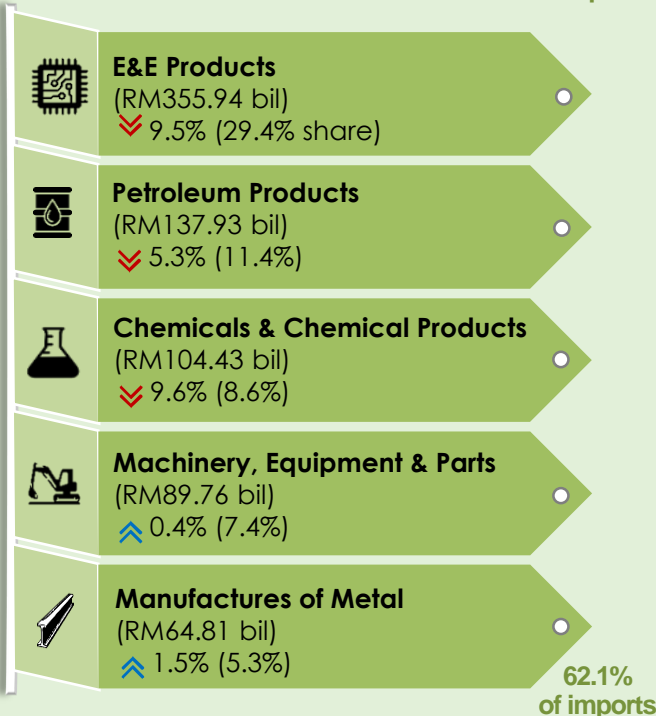 E&E Products
(RM355.94 bil)
9.5% (29.4% share)
Petroleum Products
(RM137.93 bil)
5.3% (11.4%)
Chemicals & Chemical Products
(RM104.43 bil)
9.6% (8.6%)
Machinery, Equipment & Parts
(RM89.76 bil)
0.4% (7.4%)
Manufactures of Metal
(RM64.81 bil)
1.5% (5.3%)
62.1%
of imports